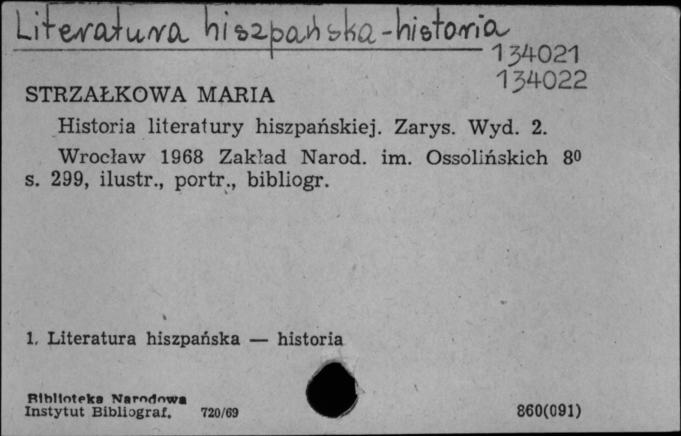 Literatura hiszpańska - historia
134021
134022
STRZAŁKOWA MARIA
Historia literatury hiszpańskiej. Zarys. Wyd. 2.
Wrocław 1968 Zakład Narod. im. Ossolińskich 8⁰
s. 299, ilustr., portr., bibliogr.
1. Literatura hiszpańska — historia
Biblioteka Narodowa
Instytut Bibliograf. 720/69
860(091)